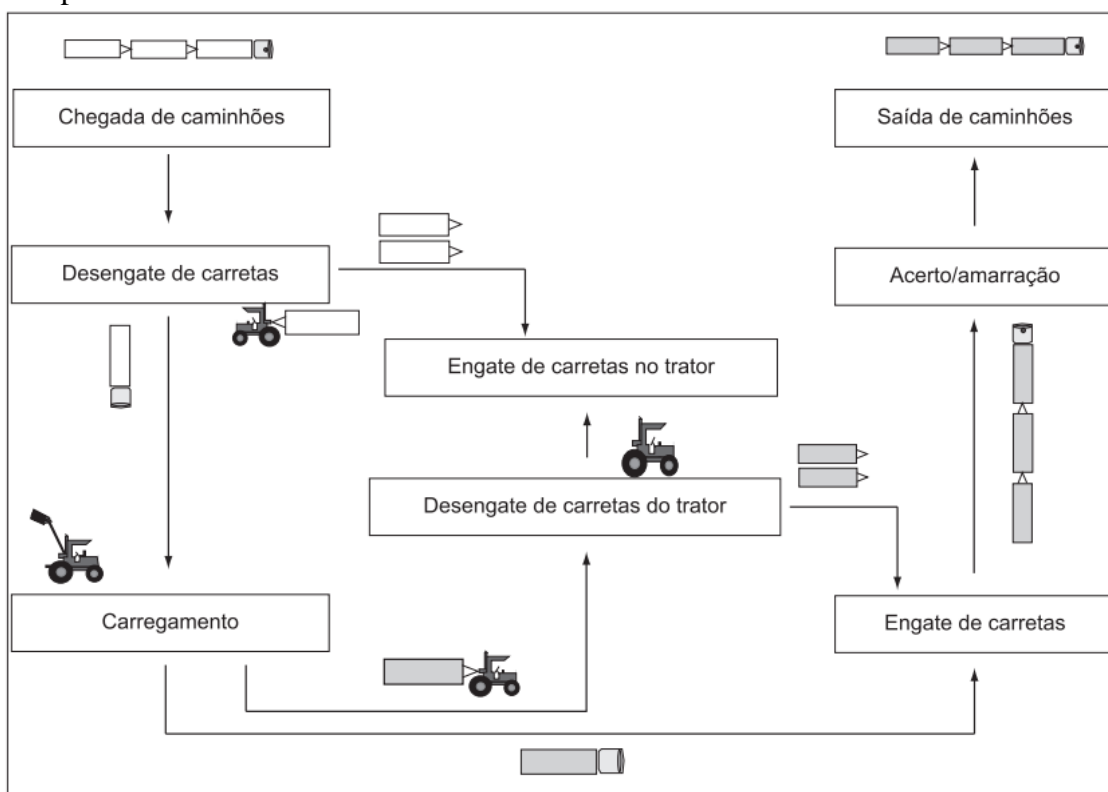 Chegada de caminhões
Saída de caminhões
Desengate de carretas
Acerto/amarração
Engate de carretas no trator
Desengate de carretas do trator
Carregamento
Engate de carretas